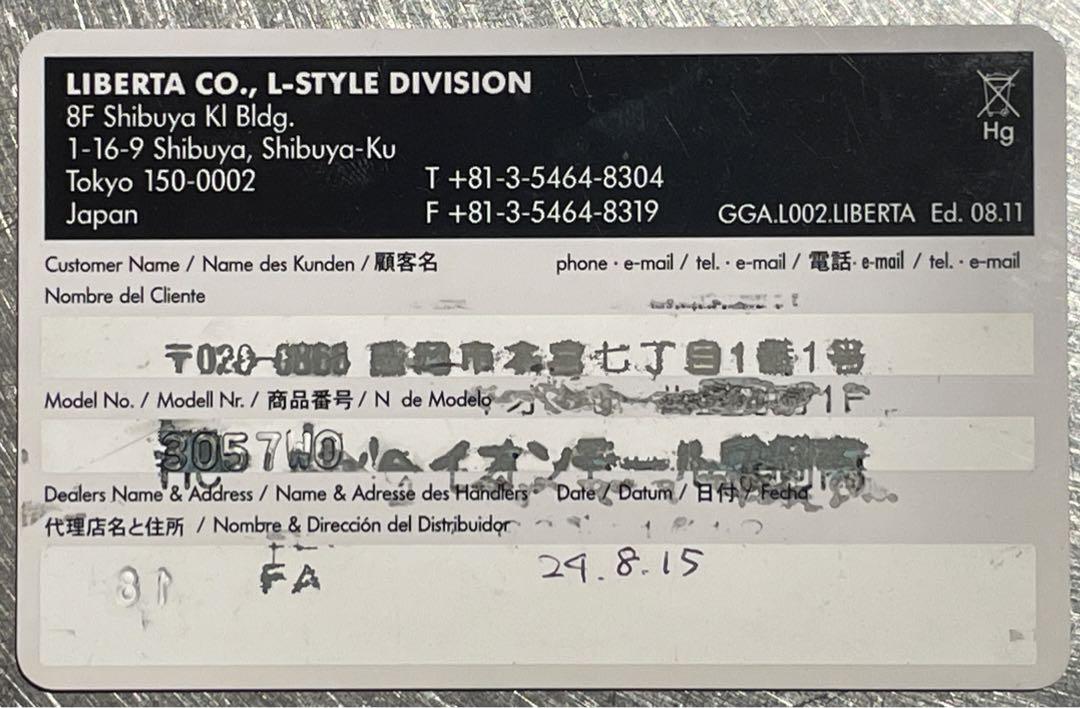 LIBERTA CO., L-STYLE DIVISION
8F Shibuya KI Bldg.
1-16-9 Shibuya, Shibuya-Ku
Tokyo 150-0002
Japan
T +81-3-5464-8304
F +81-3-5464-8319
Hg
GGA.L002.LIBERTA Ed. 08.11
Customer Name / Name des Kunden / 顧客名
Nombre del Cliente
phone · e-mail / tel. · e-mail / 電話· e-mail / tel. · e-mail
七丁目1番1号
Model No. / Modell Nr. / 商品番号 / N de Modelo
1F
3057WO
Dealers Name & Address / Name & Adresse des Händlers
Date / Datum / 日付 / Fecha
代理店名と住所 / Nombre & Dirección del Distribuidor
FA
24.8.15